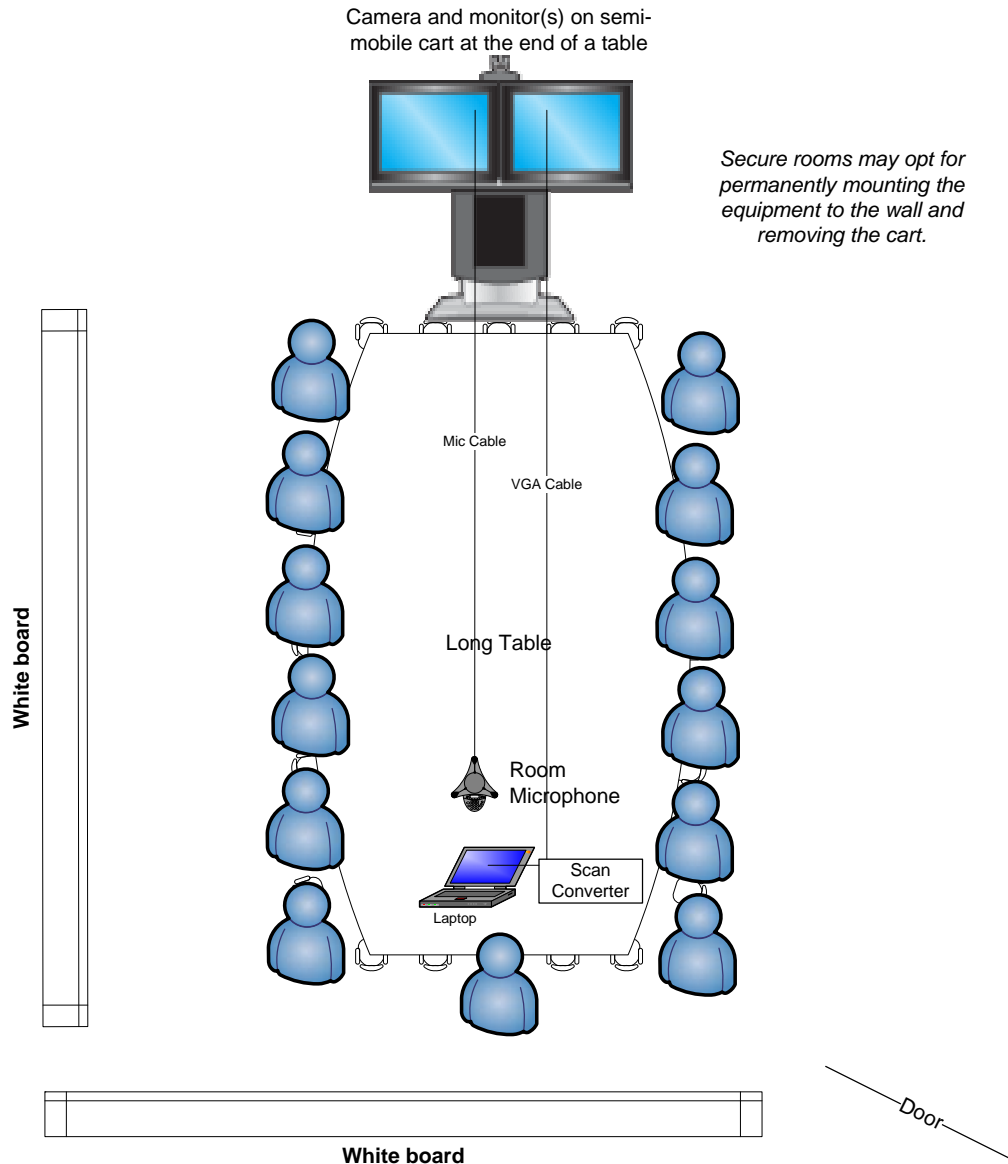 Camera and monitor(s) on semi-
mobile cart at the end of a table
Secure rooms may opt for
permanently mounting the
equipment to the wall and
removing the cart.
Mic Cable
VGA Cable
White board
Long Table
Room
Microphone
Scan
Converter
Laptop
Door
White board